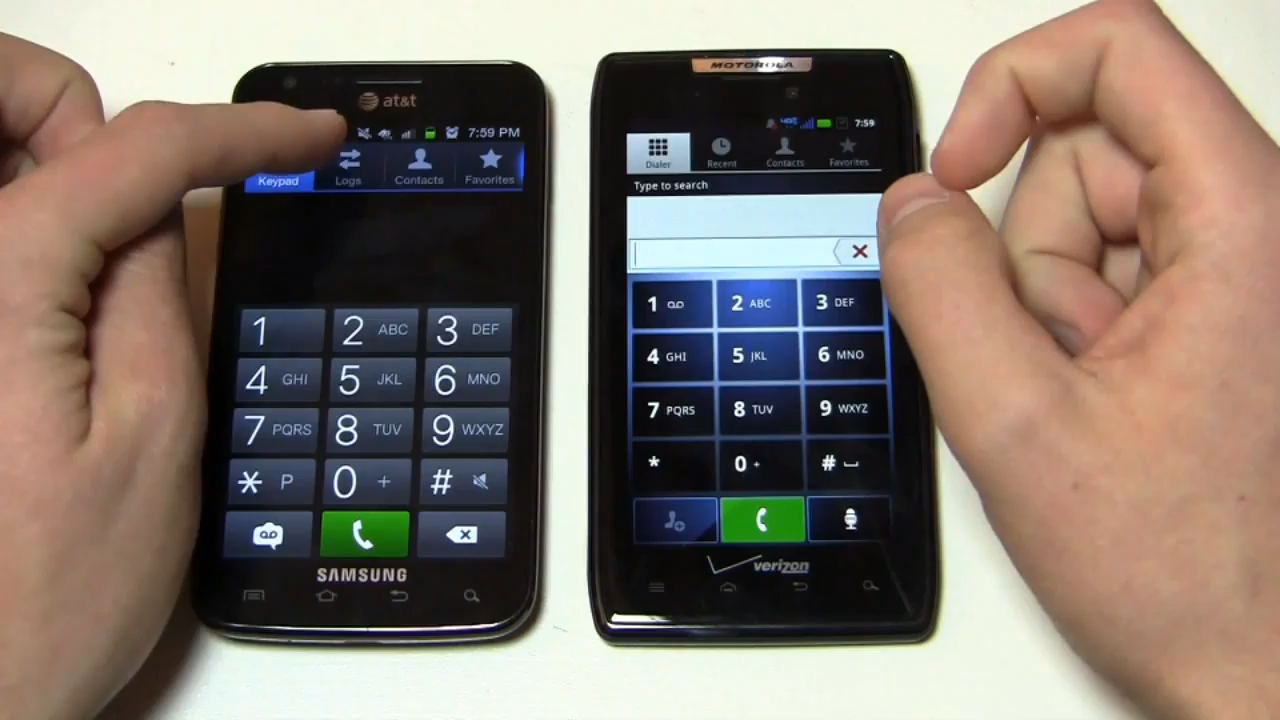 at&t
7:59 PM
Keypad Logs Contacts Favorites
1 2 ABC 3 DEF
4 GHI 5 JKL 6 MNO
7 PQRS 8 TUV 9 WXYZ
* P 0 + #
SAMSUNG
MOTOROLA
7:59
Dialer Recent Contacts Favorites
Type to search
1 2 ABC 3 DEF
4 GHI 5 JKL 6 MNO
7 PQRS 8 TUV 9 WXYZ
* 0 + #
verizon